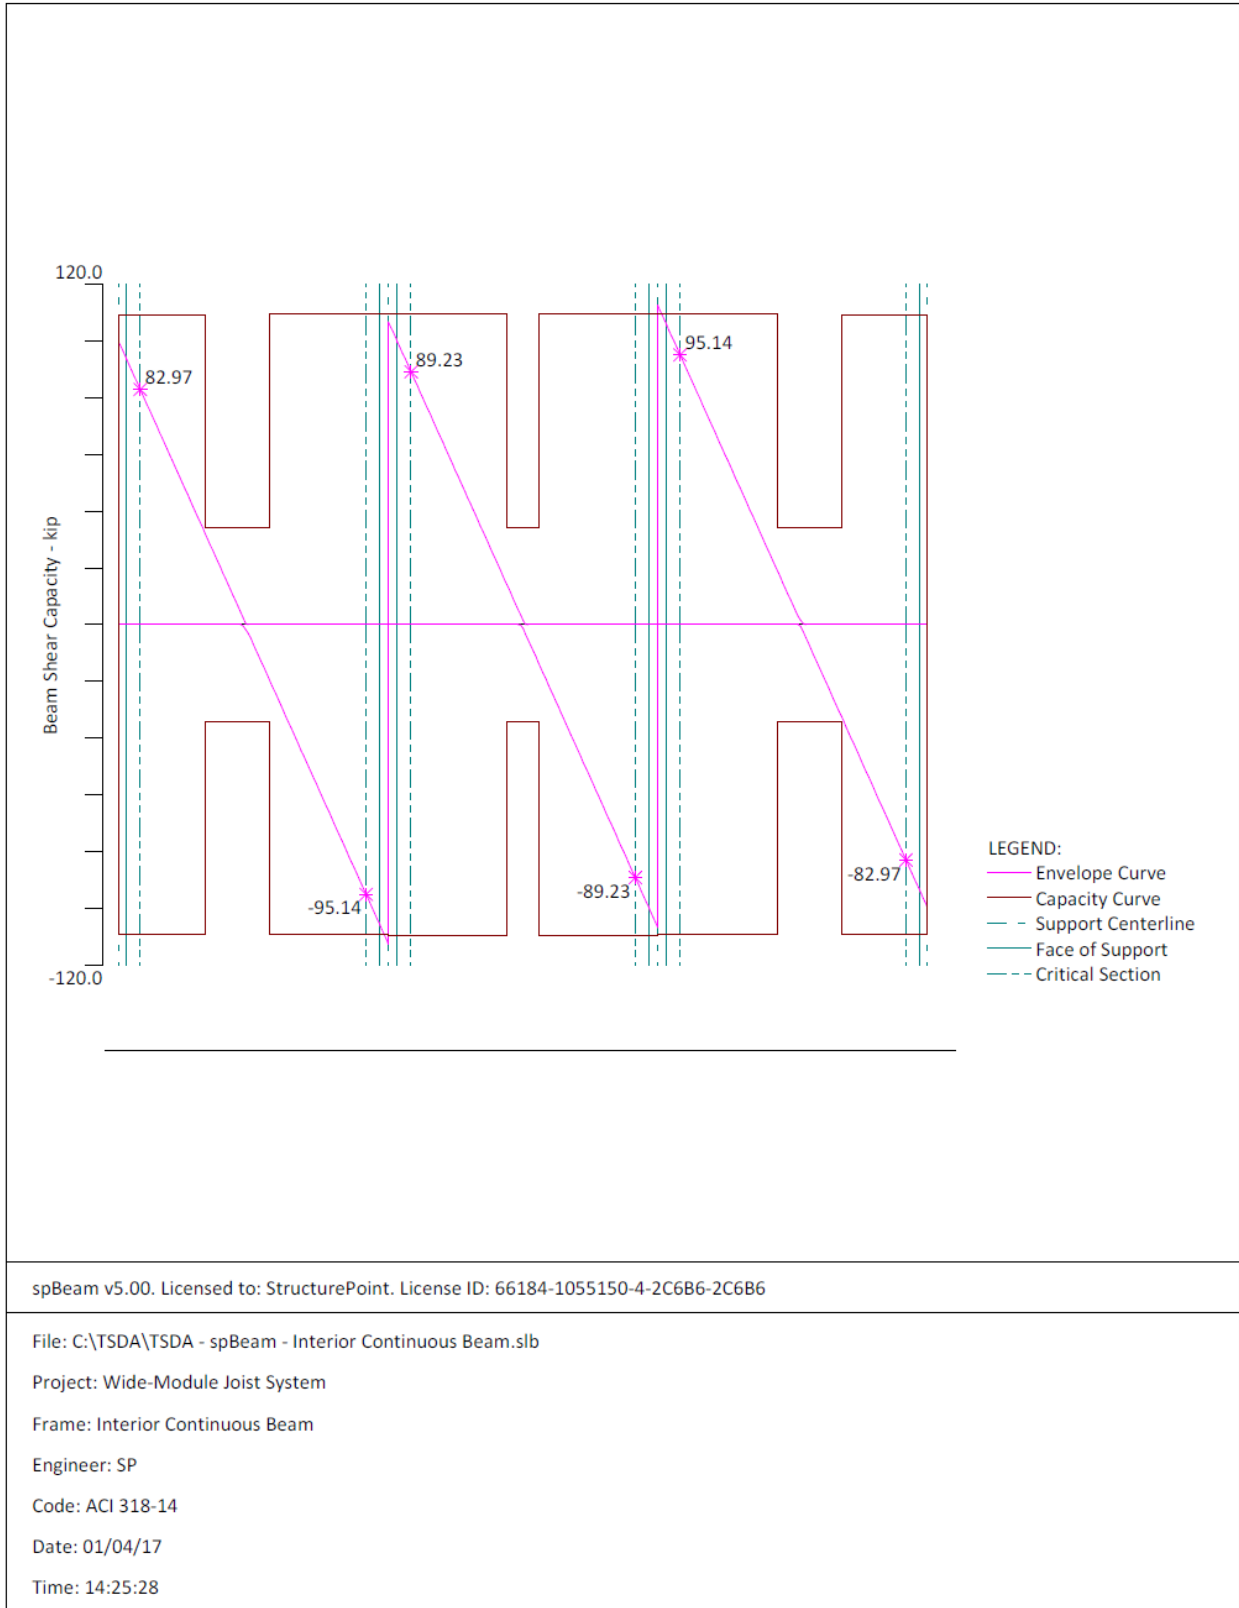 120.0
82.97
89.23
95.14
Beam Shear Capacity - kip
-95.14
-89.23
-82.97
-120.0
LEGEND:
Envelope Curve
Capacity Curve
Support Centerline
Face of Support
Critical Section
spBeam v5.00. Licensed to: StructurePoint. License ID: 66184-1055150-4-2C6B6-2C6B6
File: C:\TSDA\TSDA - spBeam - Interior Continuous Beam.slb
Project: Wide-Module Joist System
Frame: Interior Continuous Beam
Engineer: SP
Code: ACI 318-14
Date: 01/04/17
Time: 14:25:28